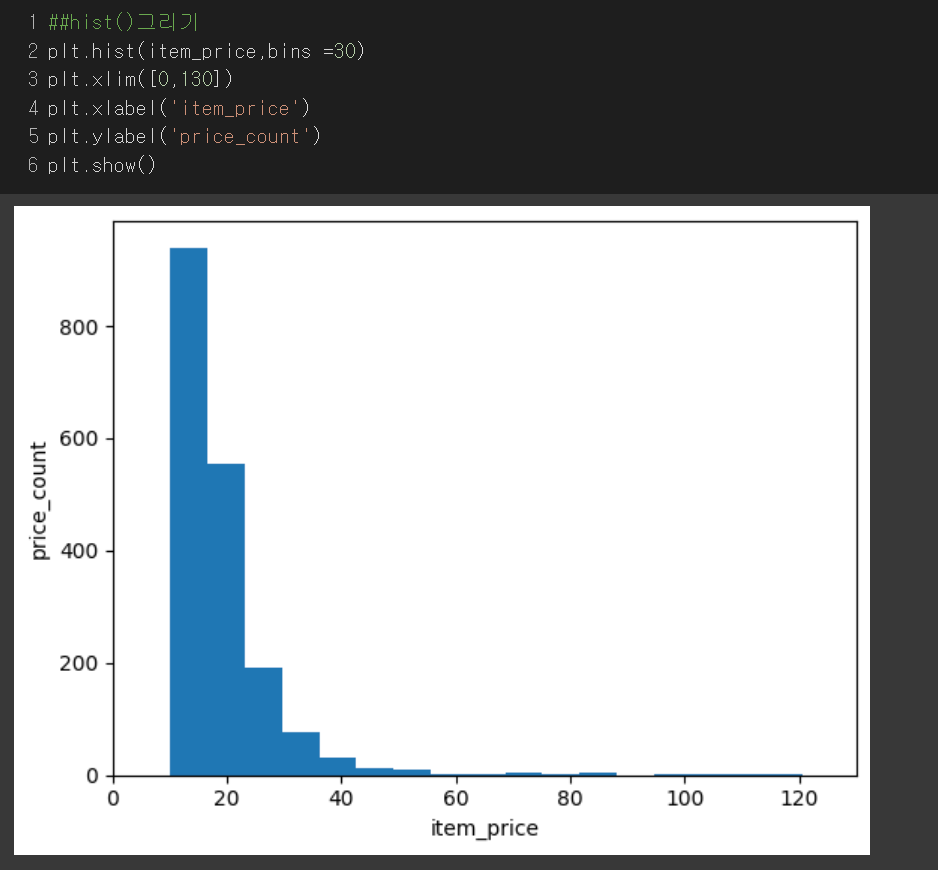 1 ##hist()그리기
2 plt.hist(item_price,bins =30)
3 plt.xlim([0,130])
4 plt.xlabel('item_price')
5 plt.ylabel('price_count')
6 plt.show()
800
600
400
200
0
price_count
0 20 40 60 80 100 120
item_price